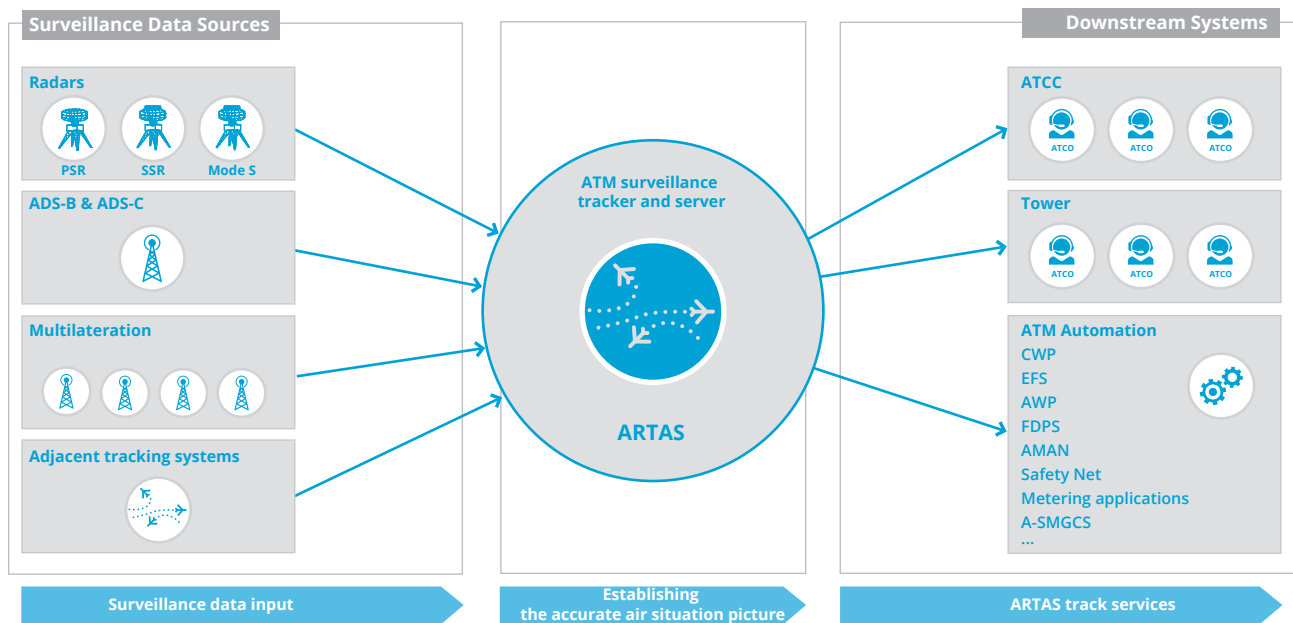 Surveillance Data Sources
Radars
PSR
SSR
Mode S
ADS-B & ADS-C
Multilateration
Adjacent tracking systems
Surveillance data input
ATM surveillance
tracker and server
ARTAS
Establishing
the accurate air situation picture
Downstream Systems
ATCC
ATCO
ATCO
ATCO
Tower
ATCO
ATCO
ATCO
ATM Automation
CWP
EFS
AWP
FDPS
AMAN
Safety Net
Metering applications
A-SMGCS
...
ARTAS track services